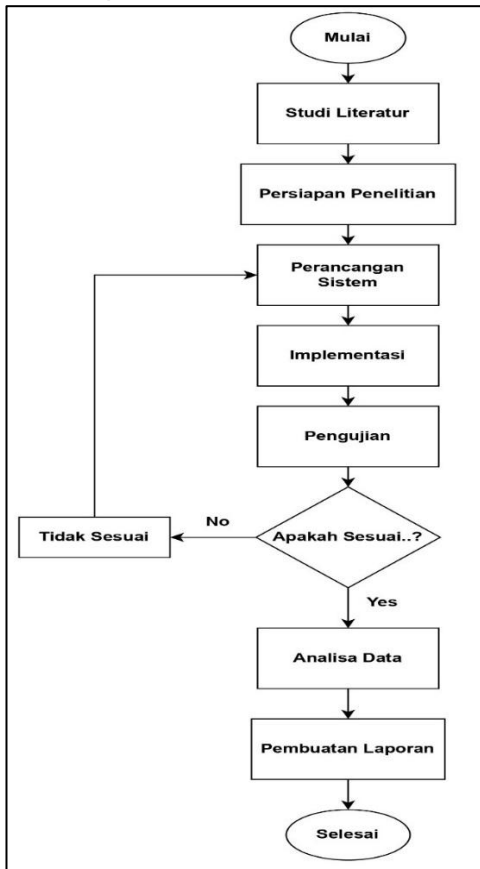 Mulai
Studi Literatur
Persiapan Penelitian
Perancangan
Sistem
Implementasi
Pengujian
Apakah Sesuai..?
No
Tidak Sesuai
Yes
Analisa Data
Pembuatan Laporan
Selesai